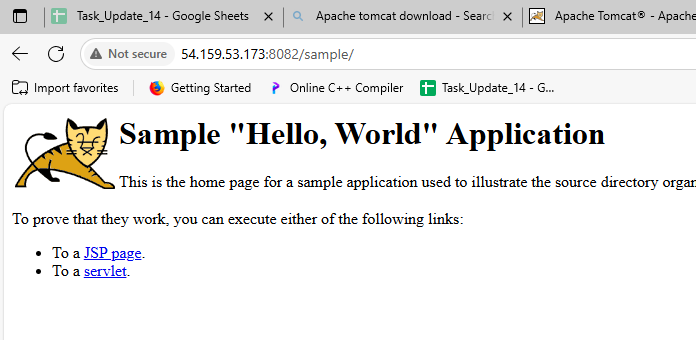 Task_Update_14 - Google Sheets
Apache tomcat download - Searc
Apache Tomcat® - Apache
Not secure
54.159.53.173:8082/sample/
Import favorites
Getting Started
Online C++ Compiler
Task_Update_14 - G...
Sample "Hello, World" Application
This is the home page for a sample application used to illustrate the source directory organ
To prove that they work, you can execute either of the following links:
• To a JSP page.
• To a servlet.